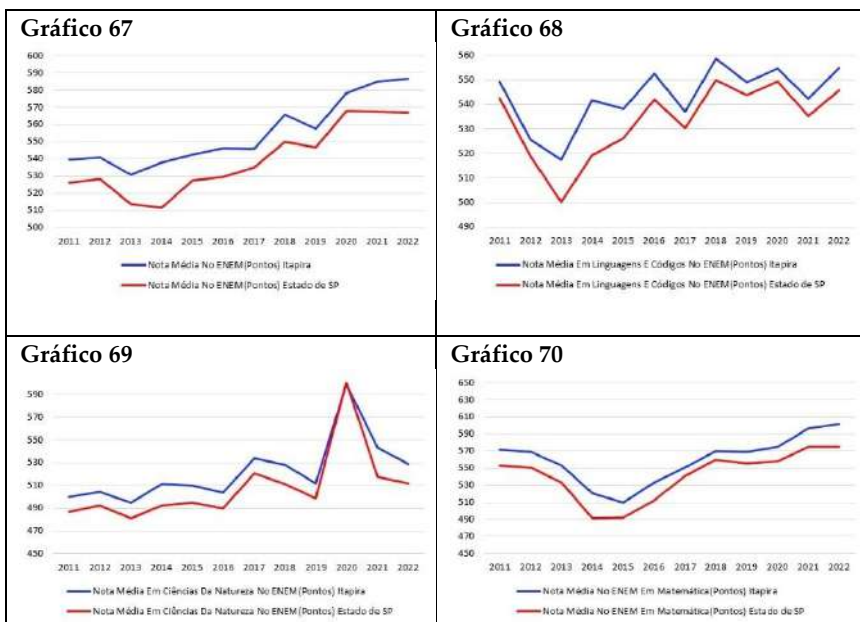 Gráfico 67
600
590
580
570
560
550
540
530
520
510
500
2011 2012 2013 2014 2015 2016 2017 2018 2019 2020 2021 2022
Nota Média No ENEM(Pontos) Itapira
Nota Média No ENEM(Pontos) Estado de SP
Gráfico 68
560
550
540
530
520
510
500
490
2011 2012 2013 2014 2015 2016 2017 2018 2019 2020 2021 2022
Nota Média Em Linguagens E Códigos No ENEM(Pontos) Itapira
Nota Média Em Linguagens E Códigos No ENEM(Pontos) Estado de SP
Gráfico 69
590
570
550
530
510
490
470
450
2011 2012 2013 2014 2015 2016 2017 2018 2019 2020 2021 2022
Nota Média Em Ciências Da Natureza No ENEM(Pontos) Itapira
Nota Média Em Ciências Da Natureza No ENEM(Pontos) Estado de SP
Gráfico 70
650
630
610
590
570
550
530
510
490
470
450
2011 2012 2013 2014 2015 2016 2017 2018 2019 2020 2021 2022
Nota Média No ENEM Em Matemática(Pontos) Itapira
Nota Média No ENEM Em Matemática(Pontos) Estado de SP